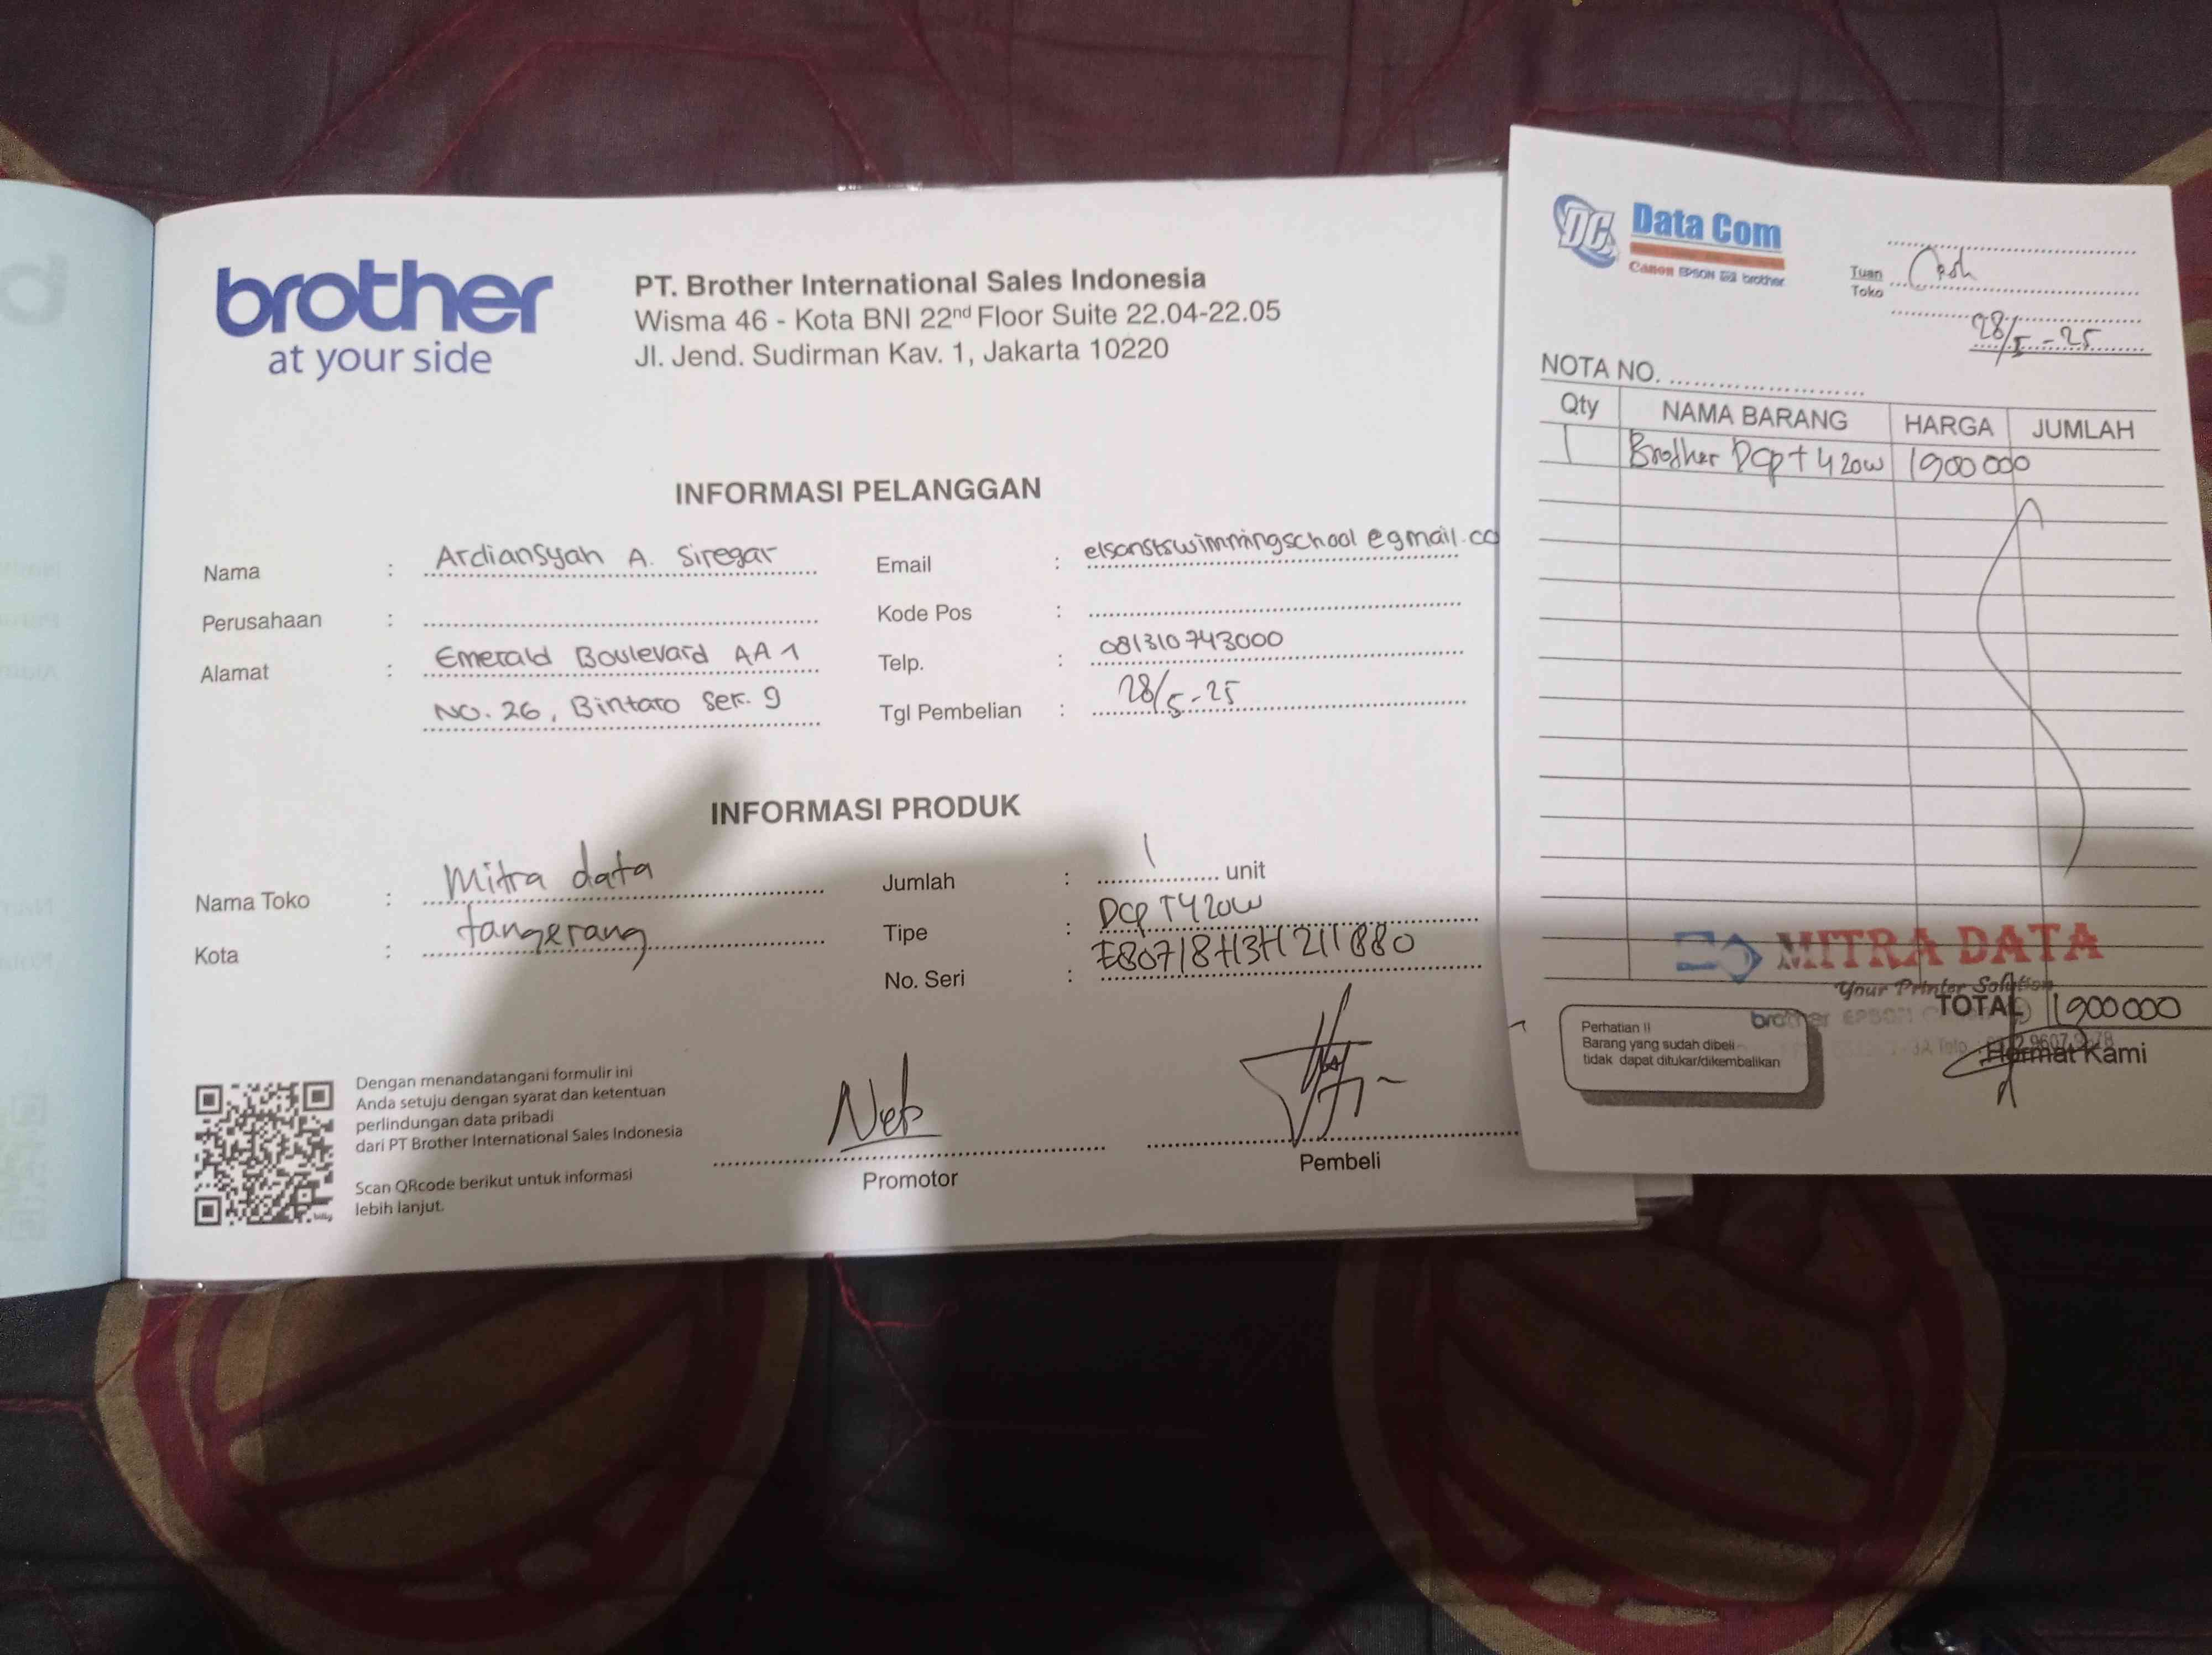 brother
at your side
PT. Brother International Sales Indonesia
Wisma 46 - Kota BNI 22nd Floor Suite 22.04-22.05
Jl. Jend. Sudirman Kav. 1, Jakarta 10220
INFORMASI PELANGGAN
Nama : Ardiansyah A. Siregar
Perusahaan :
Alamat : Emerald Boulevard AA 1
No. 26, Bintaro Sek. 9
Email : elsonstswimmingschool@gmail.co
Kode Pos :
Telp. : 081310743000
Tgl Pembelian : 28/5-25
INFORMASI PRODUK
Nama Toko : Mitra data
Kota : tangerang
Jumlah : 1 unit
Tipe : DCP T420W
No. Seri : E80718H3H211880
Dengan menandatangani formulir ini
Anda setuju dengan syarat dan ketentuan
perlindungan data pribadi
dari PT Brother International Sales Indonesia
Scan QRcode berikut untuk informasi
lebih lanjut.
Promotor
Pembeli
DC Data Com
Canon EPSON hp brother
Tuan
Toko
Cash
28/5-25
NOTA NO.
Qty NAMA BARANG HARGA JUMLAH
1 Brother DCP T420W 1900000
MITRA DATA
Your Printer Solution
brother EPSON
TOTAL 1900000
Perhatian !!
Barang yang sudah dibeli
tidak dapat ditukar/dikembalikan
Hormat Kami